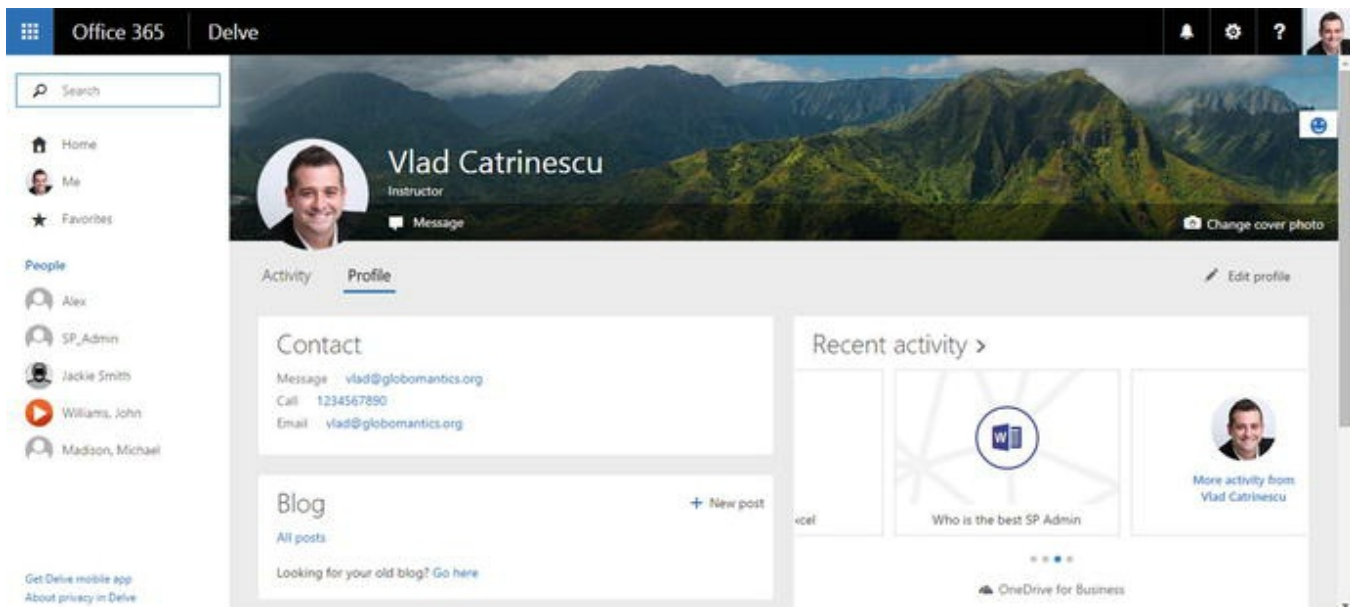 Office 365
Delve
?
Search
Home
Me
Favorites
People
Alex
SP_Admin
Jackie Smith
Williams, John
Madison, Michael
Get Delve mobile app
About privacy in Delve
Vlad Catrinescu
Instructor
Message
Change cover photo
Activity
Profile
Edit profile
Contact
Message vlad@globomantics.org
Call 1234567890
Email vlad@globomantics.org
Blog
+ New post
All posts
Looking for your old blog? Go here
Recent activity >
xcel
W
Who is the best SP Admin
More activity from
Vlad Catrinescu
OneDrive for Business